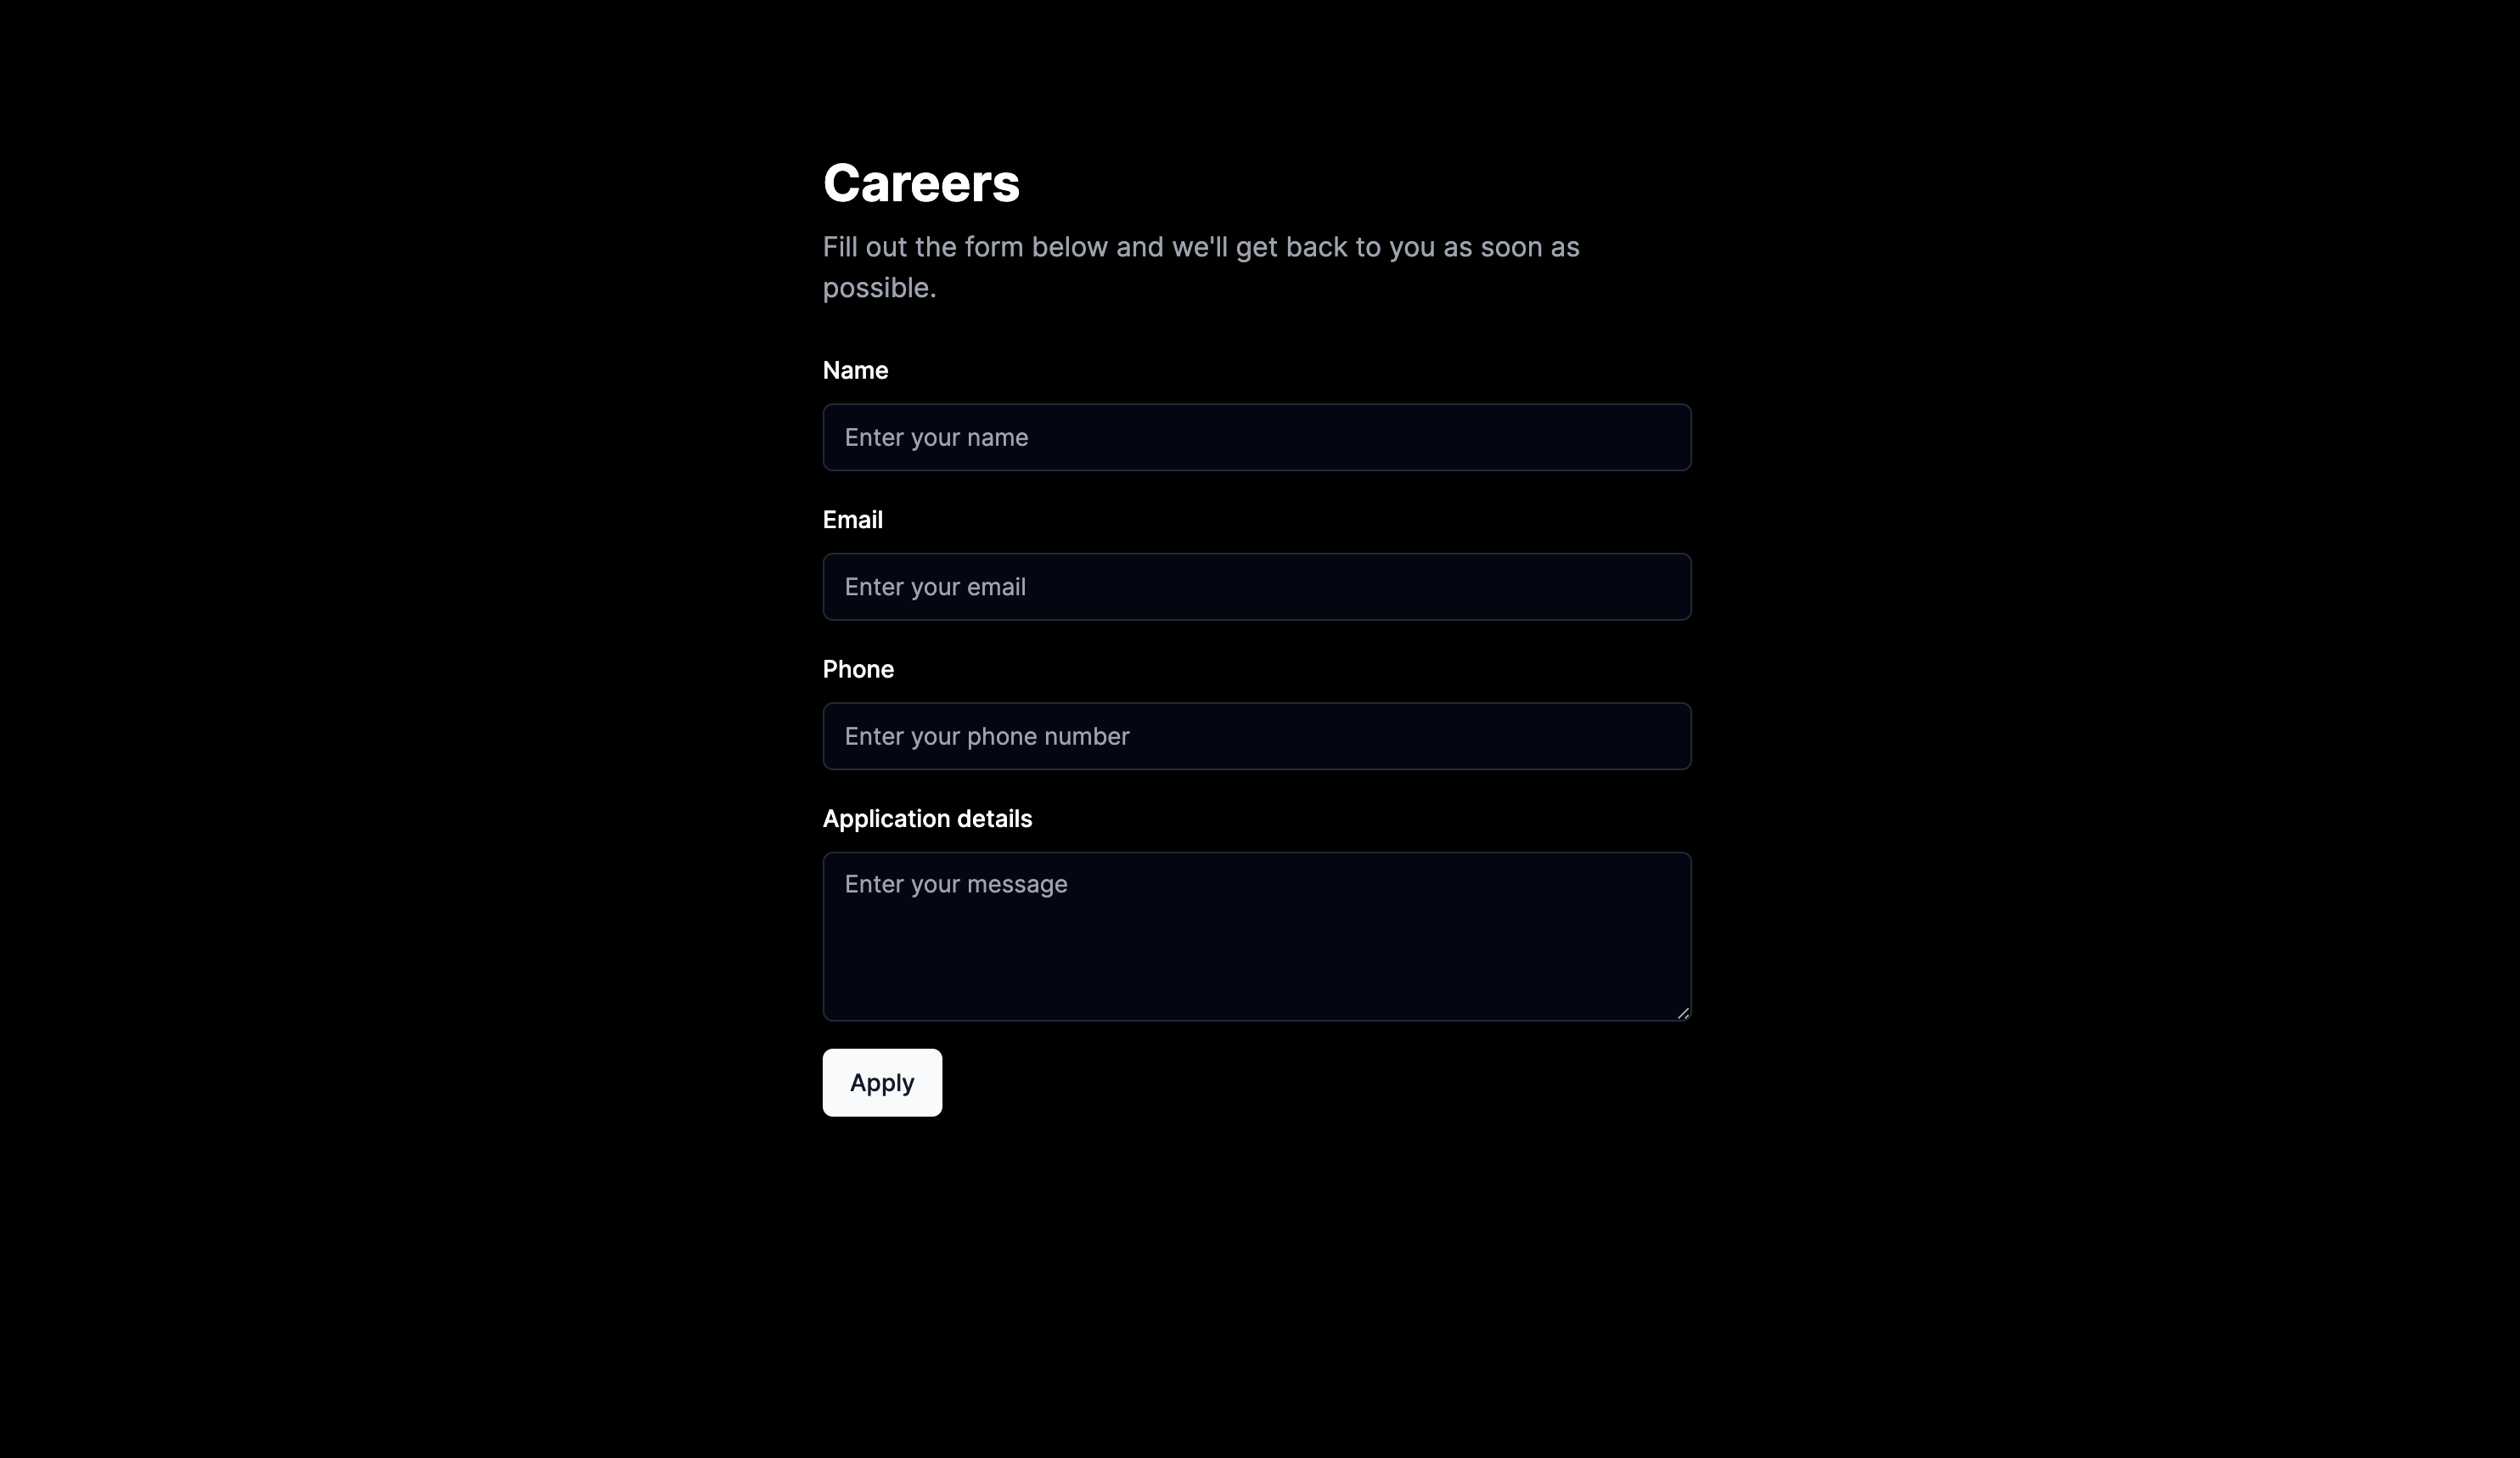 Careers
Fill out the form below and we'll get back to you as soon as
possible.
Name
Enter your name
Email
Enter your email
Phone
Enter your phone number
Application details
Enter your message
Apply